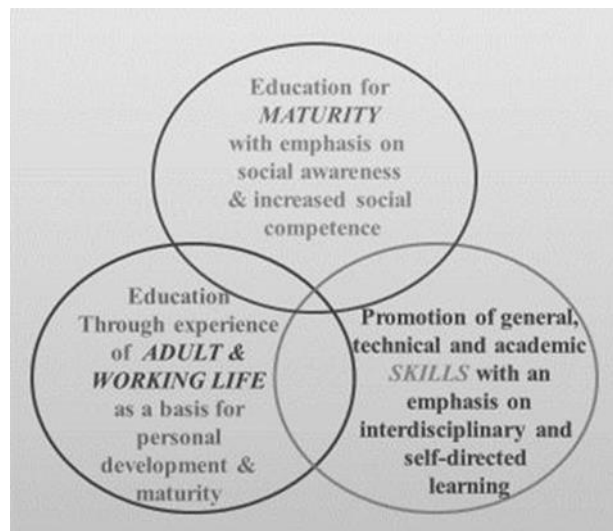 Education for
MATURITY
with emphasis on
social awareness
& increased social
competence
Education
Through experience
of ADULT &
WORKING LIFE
as a basis for
personal
development &
maturity
Promotion of general,
technical and academic
SKILLS with an
emphasis on
interdisciplinary and
self-directed
learning